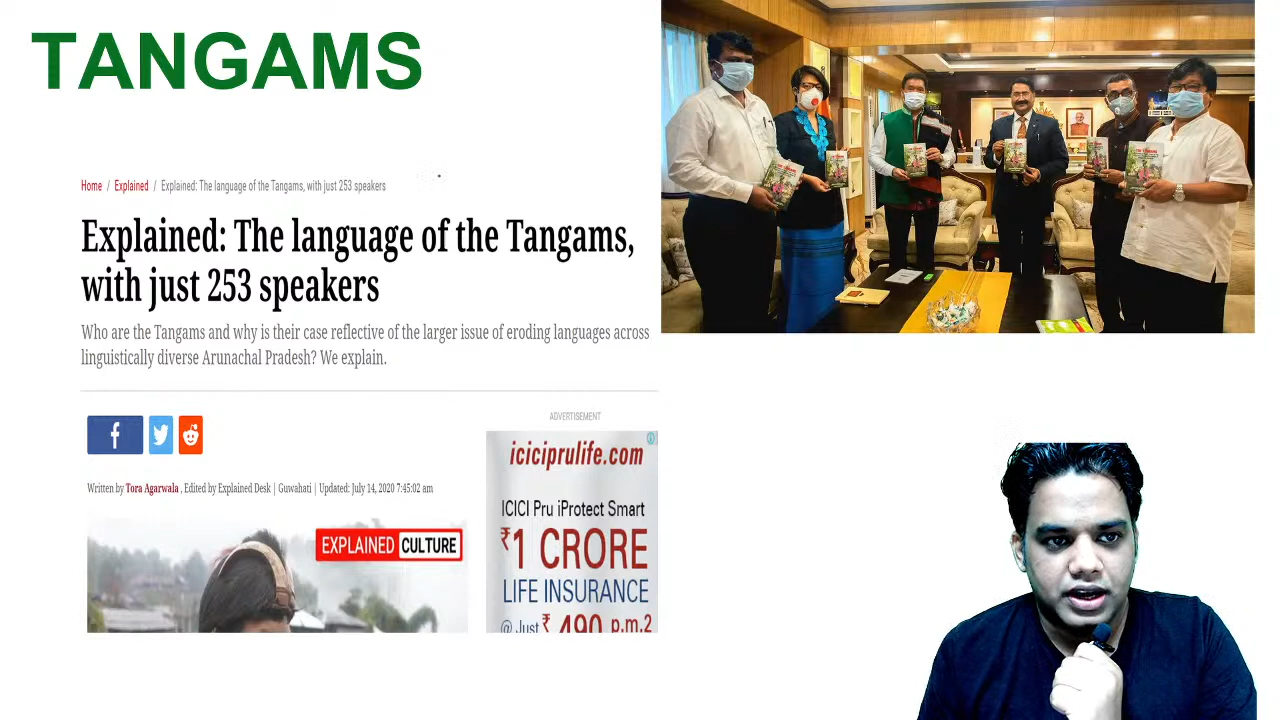 TANGAMS
Home / Explained / Explained: The language of the Tangams, with just 253 speakers
Explained: The language of the Tangams,
with just 253 speakers
Who are the Tangams and why is their case reflective of the larger issue of eroding languages across
linguistically diverse Arunachal Pradesh? We explain.
ADVERTISEMENT
iciciprulife.com
Written by Tora Agarwala , Edited by Explained Desk | Guwahati | Updated: July 14, 2020 7:45:02 am
ICICI Pru iProtect Smart
₹1 CRORE
EXPLAINED CULTURE
LIFE INSURANCE
@ Just ₹ 490 p.m.2